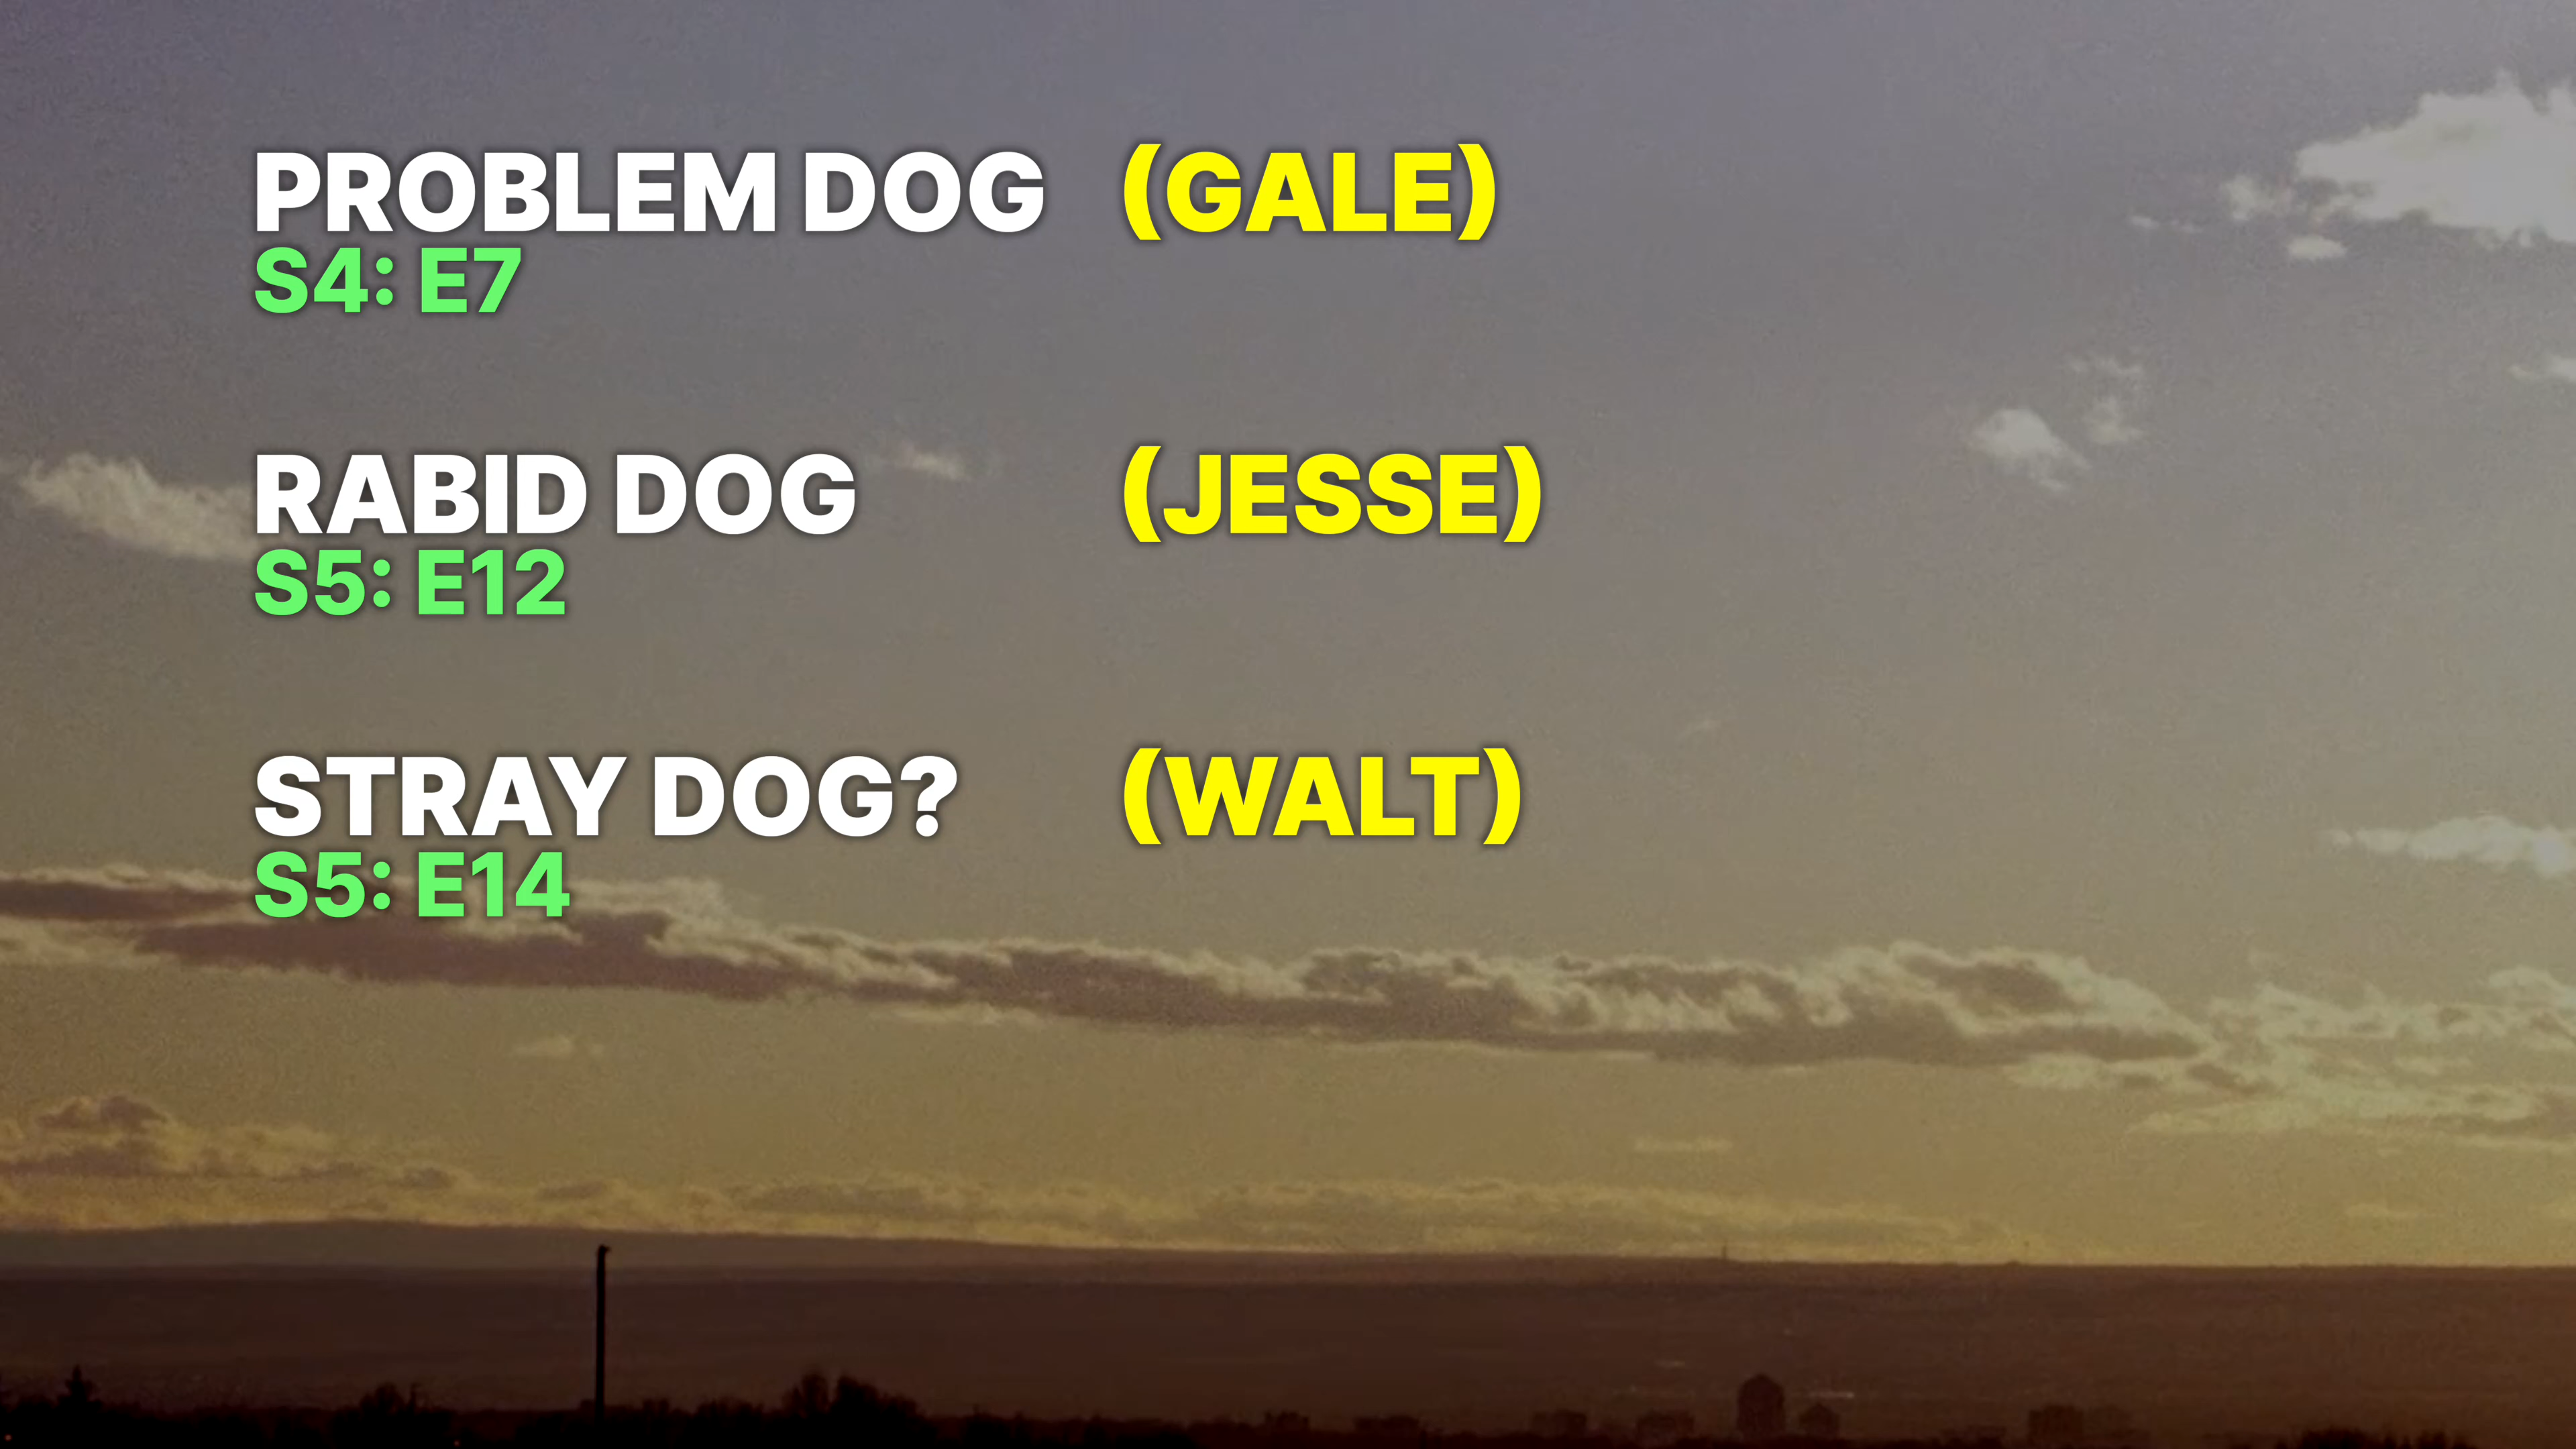 PROBLEM DOG (GALE)
S4: E7
RABID DOG (JESSE)
S5: E12
STRAY DOG? (WALT)
S5: E14